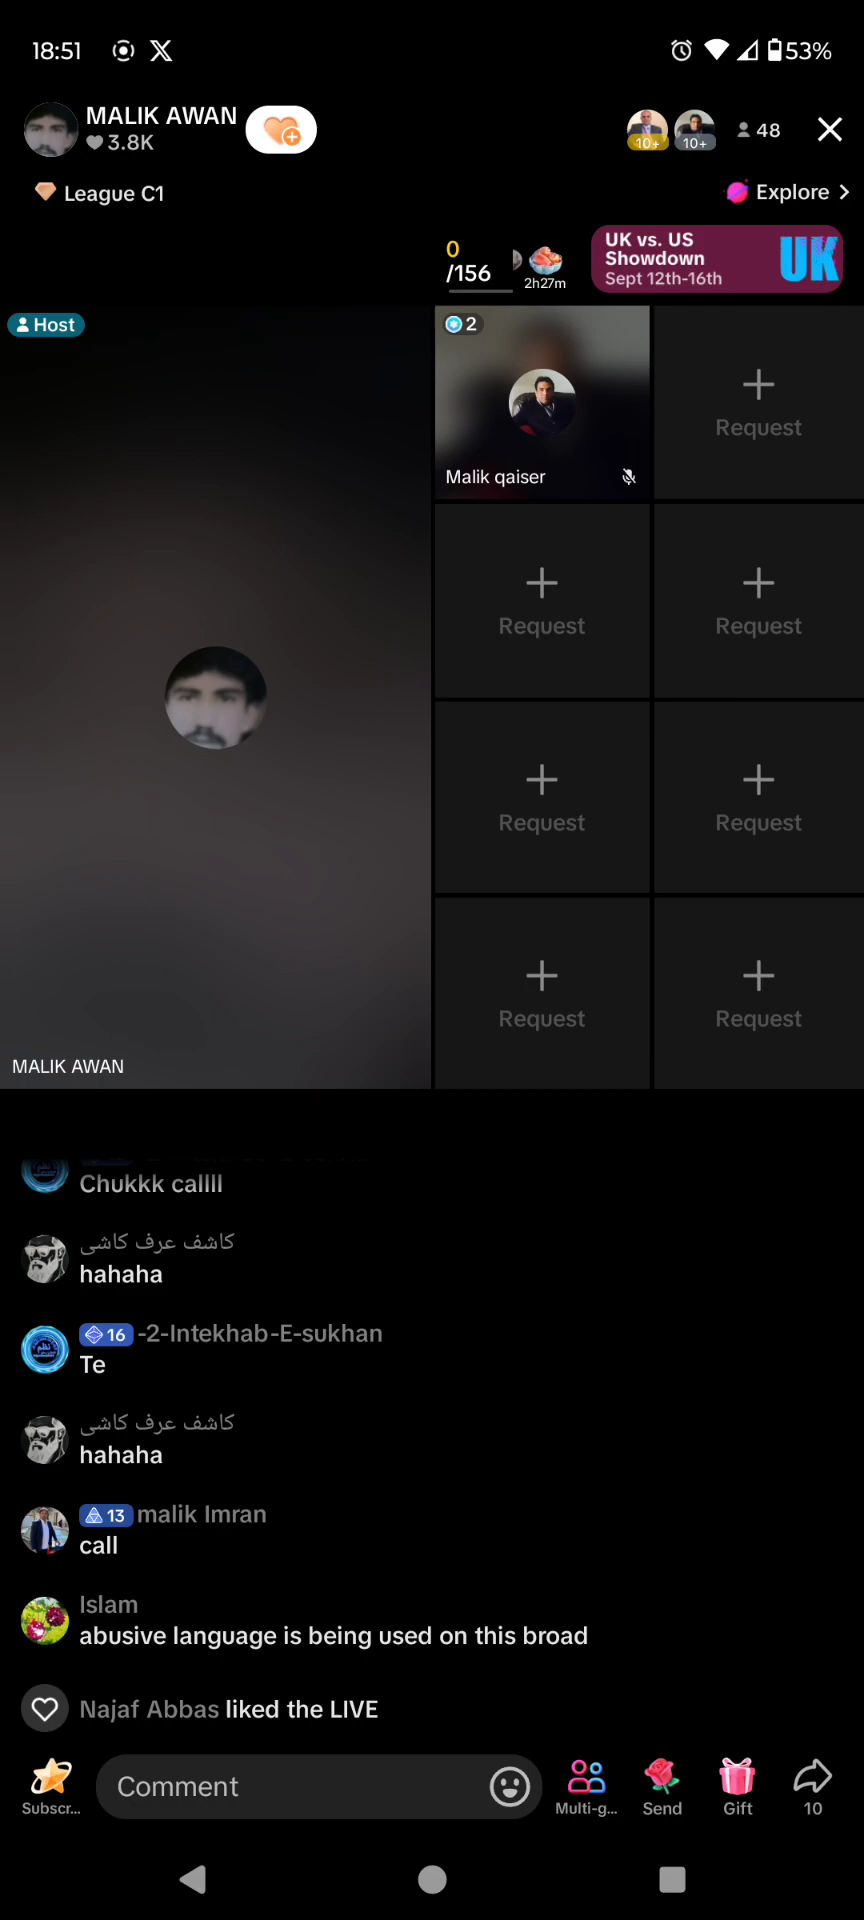 18:51
53%
MALIK AWAN
3.8K
10+
10+
48
League C1
Explore
0
/156
2h27m
UK vs. US
Showdown
Sept 12th-16th
UK
Host
2
Malik qaiser
Request
Request
Request
Request
Request
Request
Request
MALIK AWAN
Chukkk callll
کاشف عرف کاشی
hahaha
16 -2-Intekhab-E-sukhan
Te
کاشف عرف کاشی
hahaha
13 malik Imran
call
Islam
abusive language is being used on this broad
Najaf Abbas liked the LIVE
Subscr...
Comment
Multi-g...
Send
Gift
10